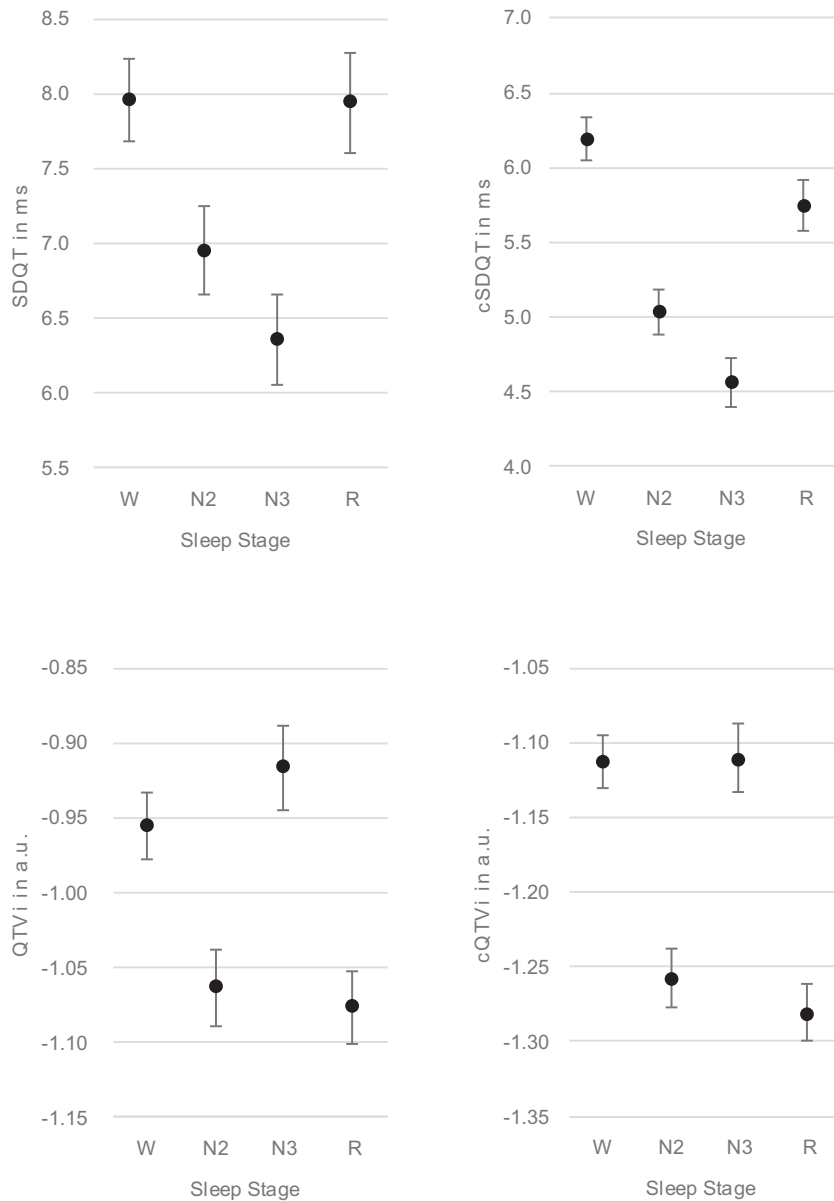 SDQT in ms
8.5
8.0
7.5
7.0
6.5
6.0
5.5
W N2 N3 R
Sleep Stage
cSDQT in ms
7.0
6.5
6.0
5.5
5.0
4.5
4.0
W N2 N3 R
Sleep Stage
QTVi in a.u.
-0.85
-0.90
-0.95
-1.00
-1.05
-1.10
-1.15
W N2 N3 R
Sleep Stage
cQTVi in a.u.
-1.05
-1.10
-1.15
-1.20
-1.25
-1.30
-1.35
W N2 N3 R
Sleep Stage